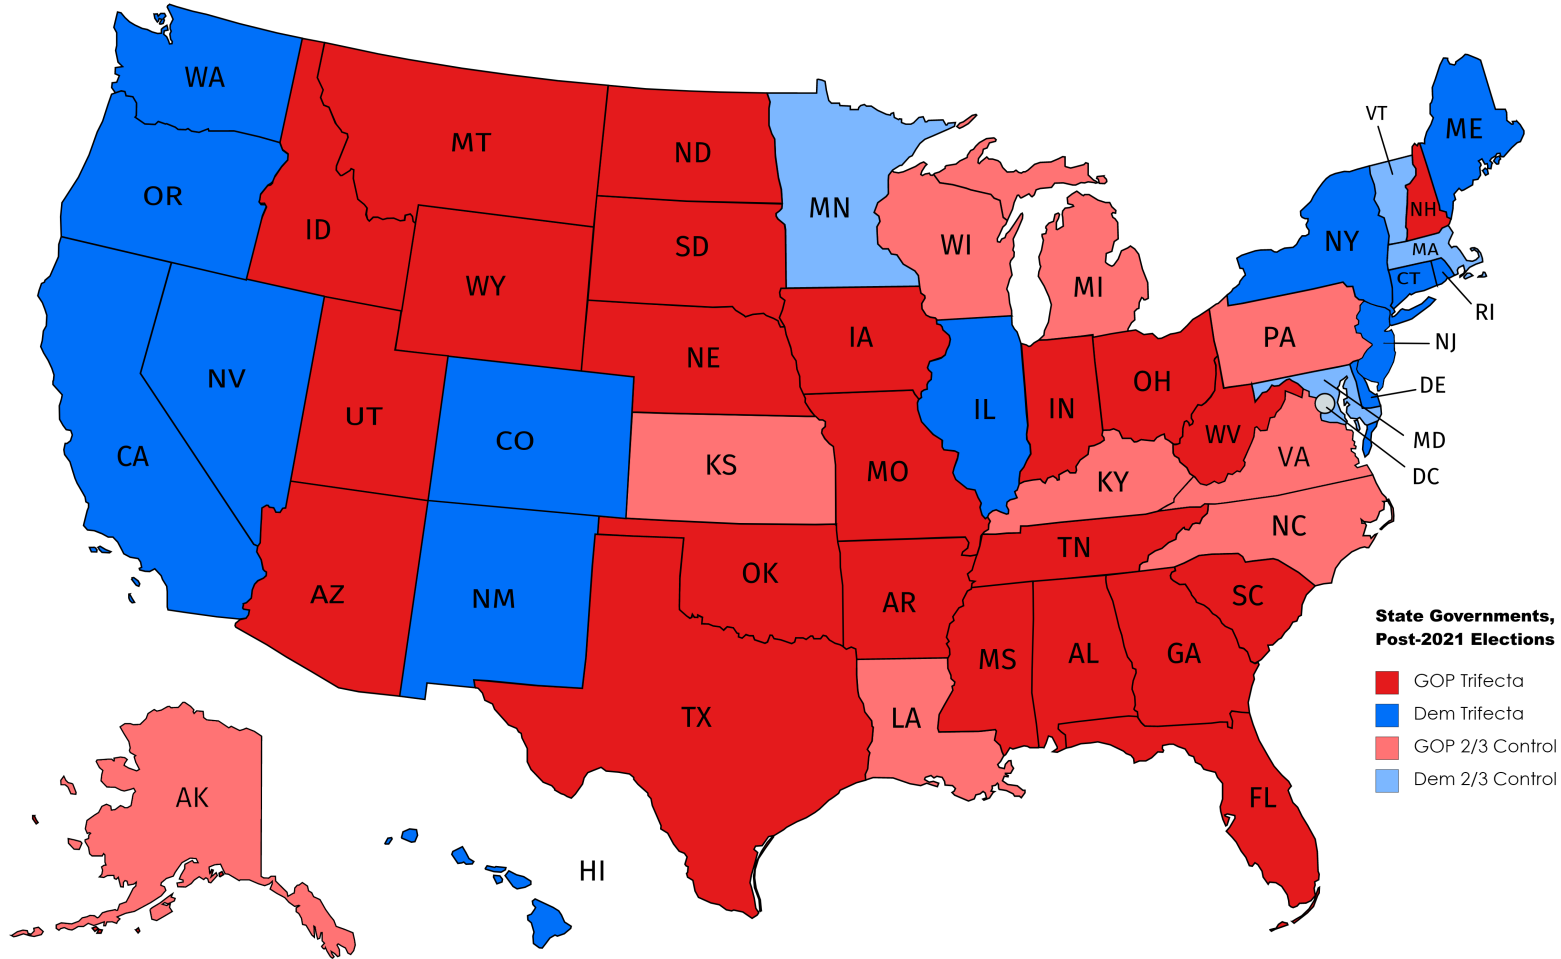 WA
OR
CA
NV
ID
MT
WY
UT
CO
AZ
NM
ND
SD
NE
KS
OK
TX
MN
IA
MO
AR
LA
WI
IL
MI
IN
OH
KY
TN
MS
AL
GA
FL
SC
NC
VA
WV
PA
NY
VT
NH
ME
MA
CT
RI
NJ
DE
MD
DC
AK
HI
State Governments,
Post-2021 Elections
GOP Trifecta
Dem Trifecta
GOP 2/3 Control
Dem 2/3 Control